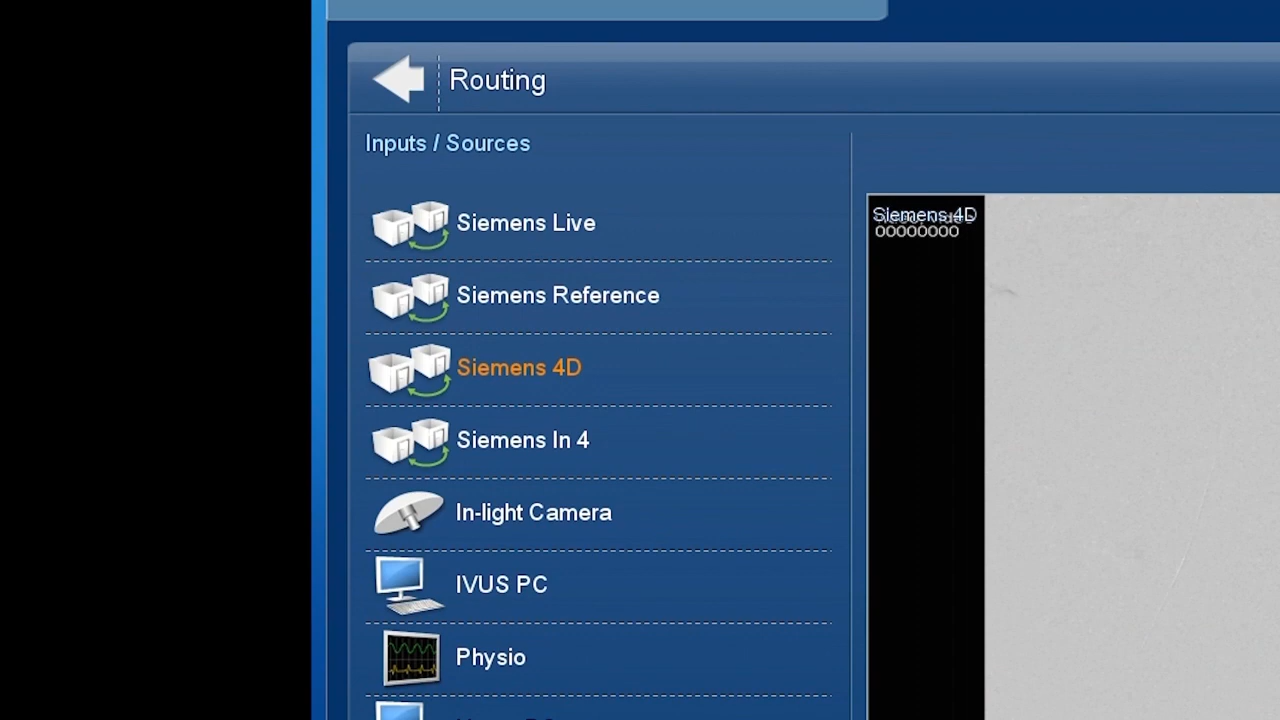 Routing
Inputs / Sources
Siemens Live
Siemens Reference
Siemens 4D
Siemens In 4
In-light Camera
IVUS PC
Physio
Siemens 4D
00000000